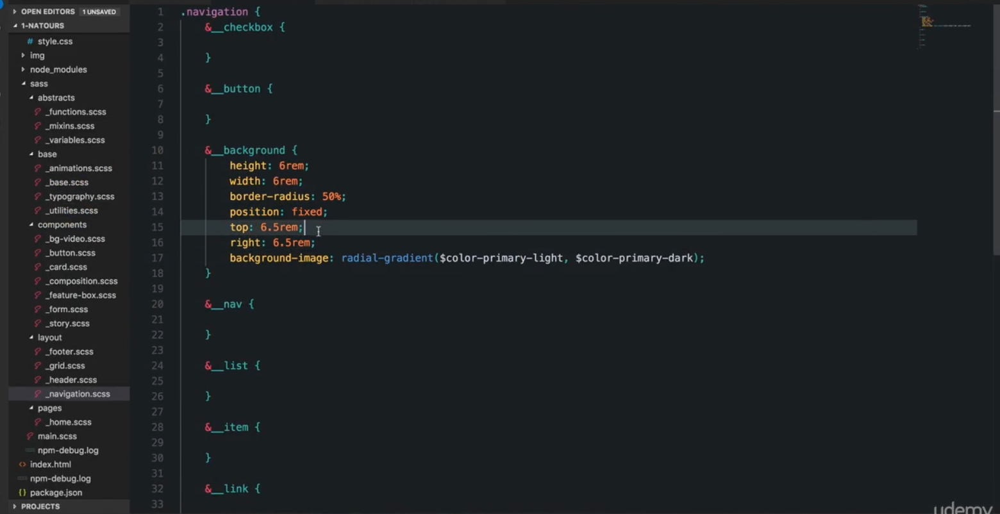 OPEN EDITORS 1 UNSAVED
1-NATOURS
# style.css
img
node_modules
sass
abstracts
_functions.scss
_mixins.scss
_variables.scss
base
_animations.scss
_base.scss
_typography.scss
_utilities.scss
components
_bg-video.scss
_button.scss
_card.scss
_composition.scss
_feature-box.scss
_form.scss
_story.scss
layout
_footer.scss
_grid.scss
_header.scss
_navigation.scss
pages
_home.scss
main.scss
npm-debug.log
<> index.html
npm-debug.log
{} package.json
PROJECTS
1 .navigation {
2 &__checkbox {
3
4 }
5
6 &__button {
7
8 }
9
10 &__background {
11 height: 6rem;
12 width: 6rem;
13 border-radius: 50%;
14 position: fixed;
15 top: 6.5rem;
16 right: 6.5rem;
17 background-image: radial-gradient($color-primary-light, $color-primary-dark);
18 }
19
20 &__nav {
21
22 }
23
24 &__list {
25
26 }
27
28 &__item {
29
30 }
31
32 &__link {
33
udemy